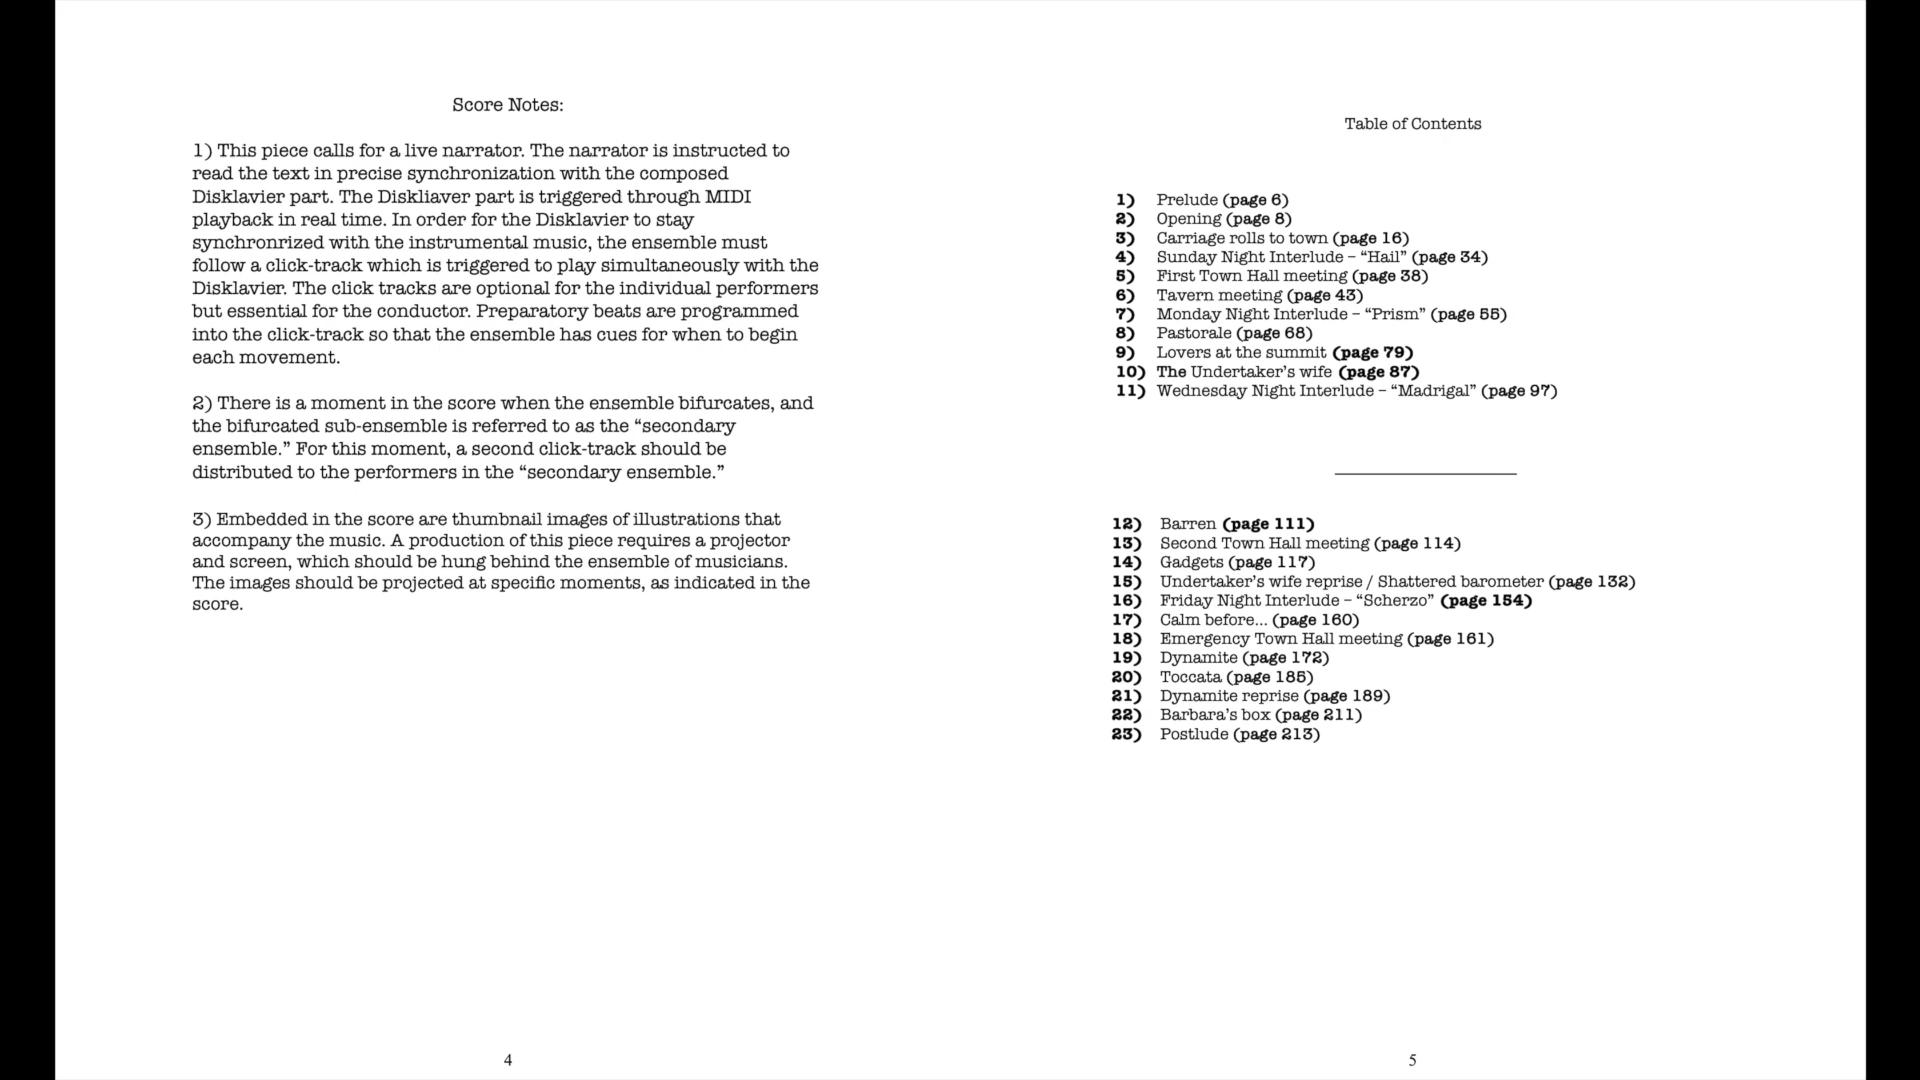 Score Notes:
1) This piece calls for a live narrator. The narrator is instructed to
read the text in precise synchronization with the composed
Disklavier part. The Diskliaver part is triggered through MIDI
playback in real time. In order for the Disklavier to stay
synchronrized with the instrumental music, the ensemble must
follow a click-track which is triggered to play simultaneously with the
Disklavier. The click tracks are optional for the individual performers
but essential for the conductor. Preparatory beats are programmed
into the click-track so that the ensemble has cues for when to begin
each movement.
2) There is a moment in the score when the ensemble bifurcates, and
the bifurcated sub-ensemble is referred to as the “secondary
ensemble.” For this moment, a second click-track should be
distributed to the performers in the “secondary ensemble.”
3) Embedded in the score are thumbnail images of illustrations that
accompany the music. A production of this piece requires a projector
and screen, which should be hung behind the ensemble of musicians.
The images should be projected at specific moments, as indicated in the
score.
4
Table of Contents
1) Prelude (page 6)
2) Opening (page 8)
3) Carriage rolls to town (page 16)
4) Sunday Night Interlude – “Hail” (page 34)
5) First Town Hall meeting (page 38)
6) Tavern meeting (page 43)
7) Monday Night Interlude – “Prism” (page 55)
8) Pastorale (page 68)
9) Lovers at the summit (page 79)
10) The Undertaker’s wife (page 87)
11) Wednesday Night Interlude – “Madrigal” (page 97)
12) Barren (page 111)
13) Second Town Hall meeting (page 114)
14) Gadgets (page 117)
15) Undertaker’s wife reprise / Shattered barometer (page 132)
16) Friday Night Interlude – “Scherzo” (page 154)
17) Calm before... (page 160)
18) Emergency Town Hall meeting (page 161)
19) Dynamite (page 172)
20) Toccata (page 185)
21) Dynamite reprise (page 189)
22) Barbara’s box (page 211)
23) Postlude (page 213)
5